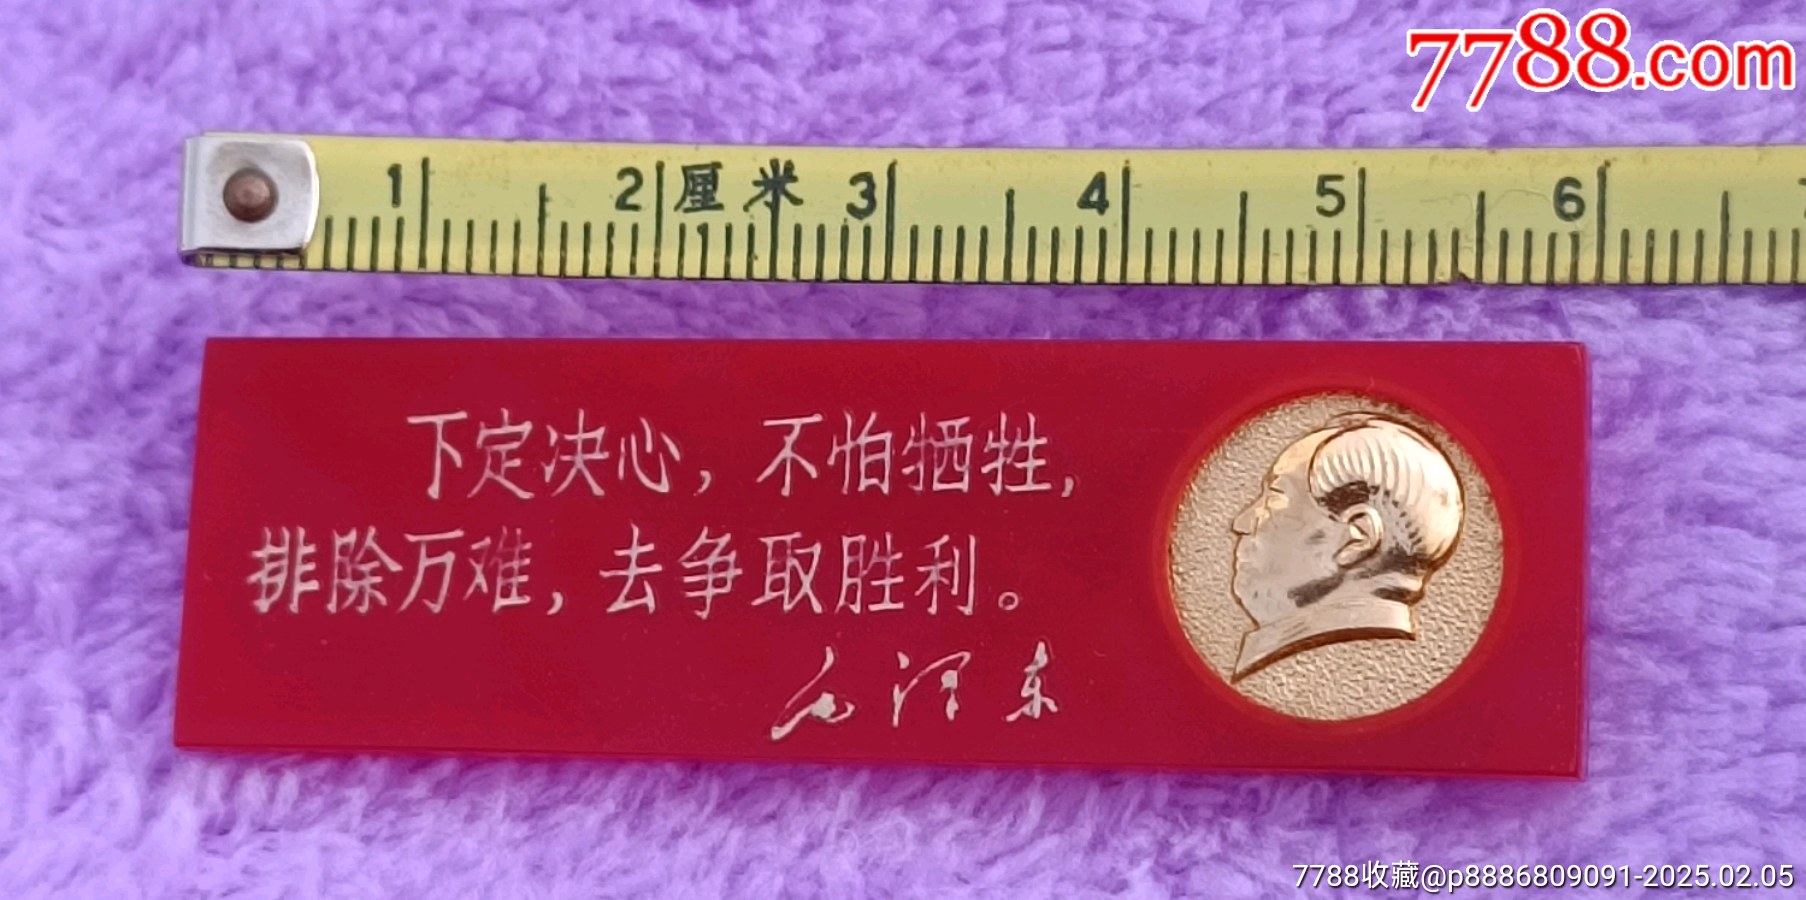 7788.com
1 2 厘米 3 4 5 6
下定决心，不怕牺牲，
排除万难，去争取胜利。
毛泽东
7788收藏@p8886809091-2025.02.05